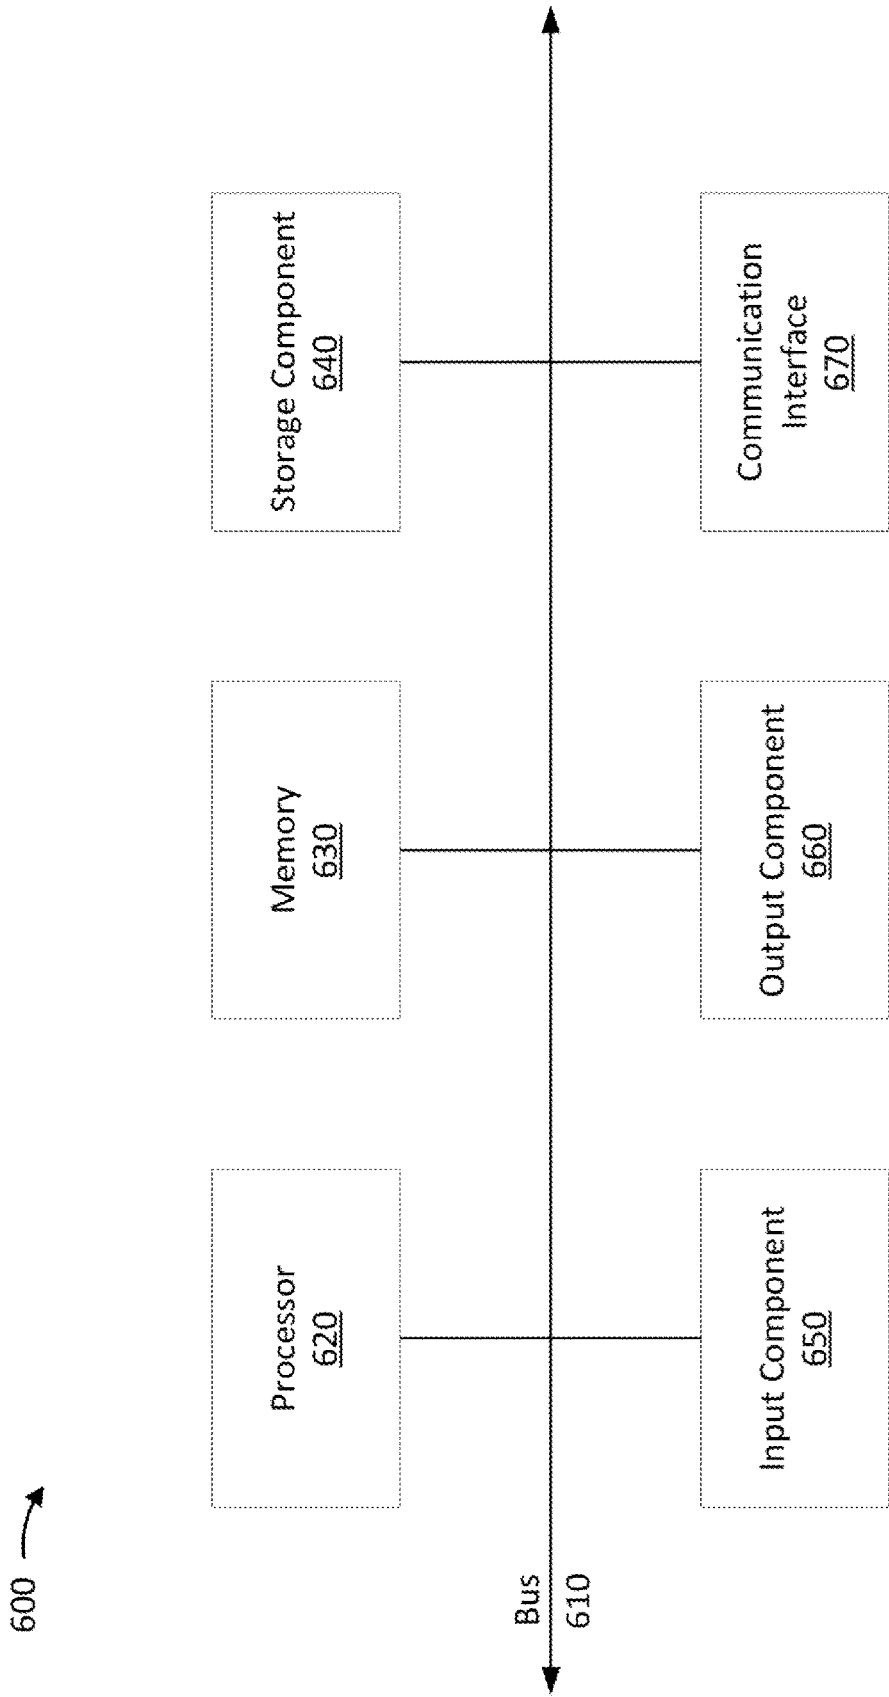 600
Bus
610
Processor
620
Memory
630
Storage Component
640
Input Component
650
Output Component
660
Communication
Interface
670